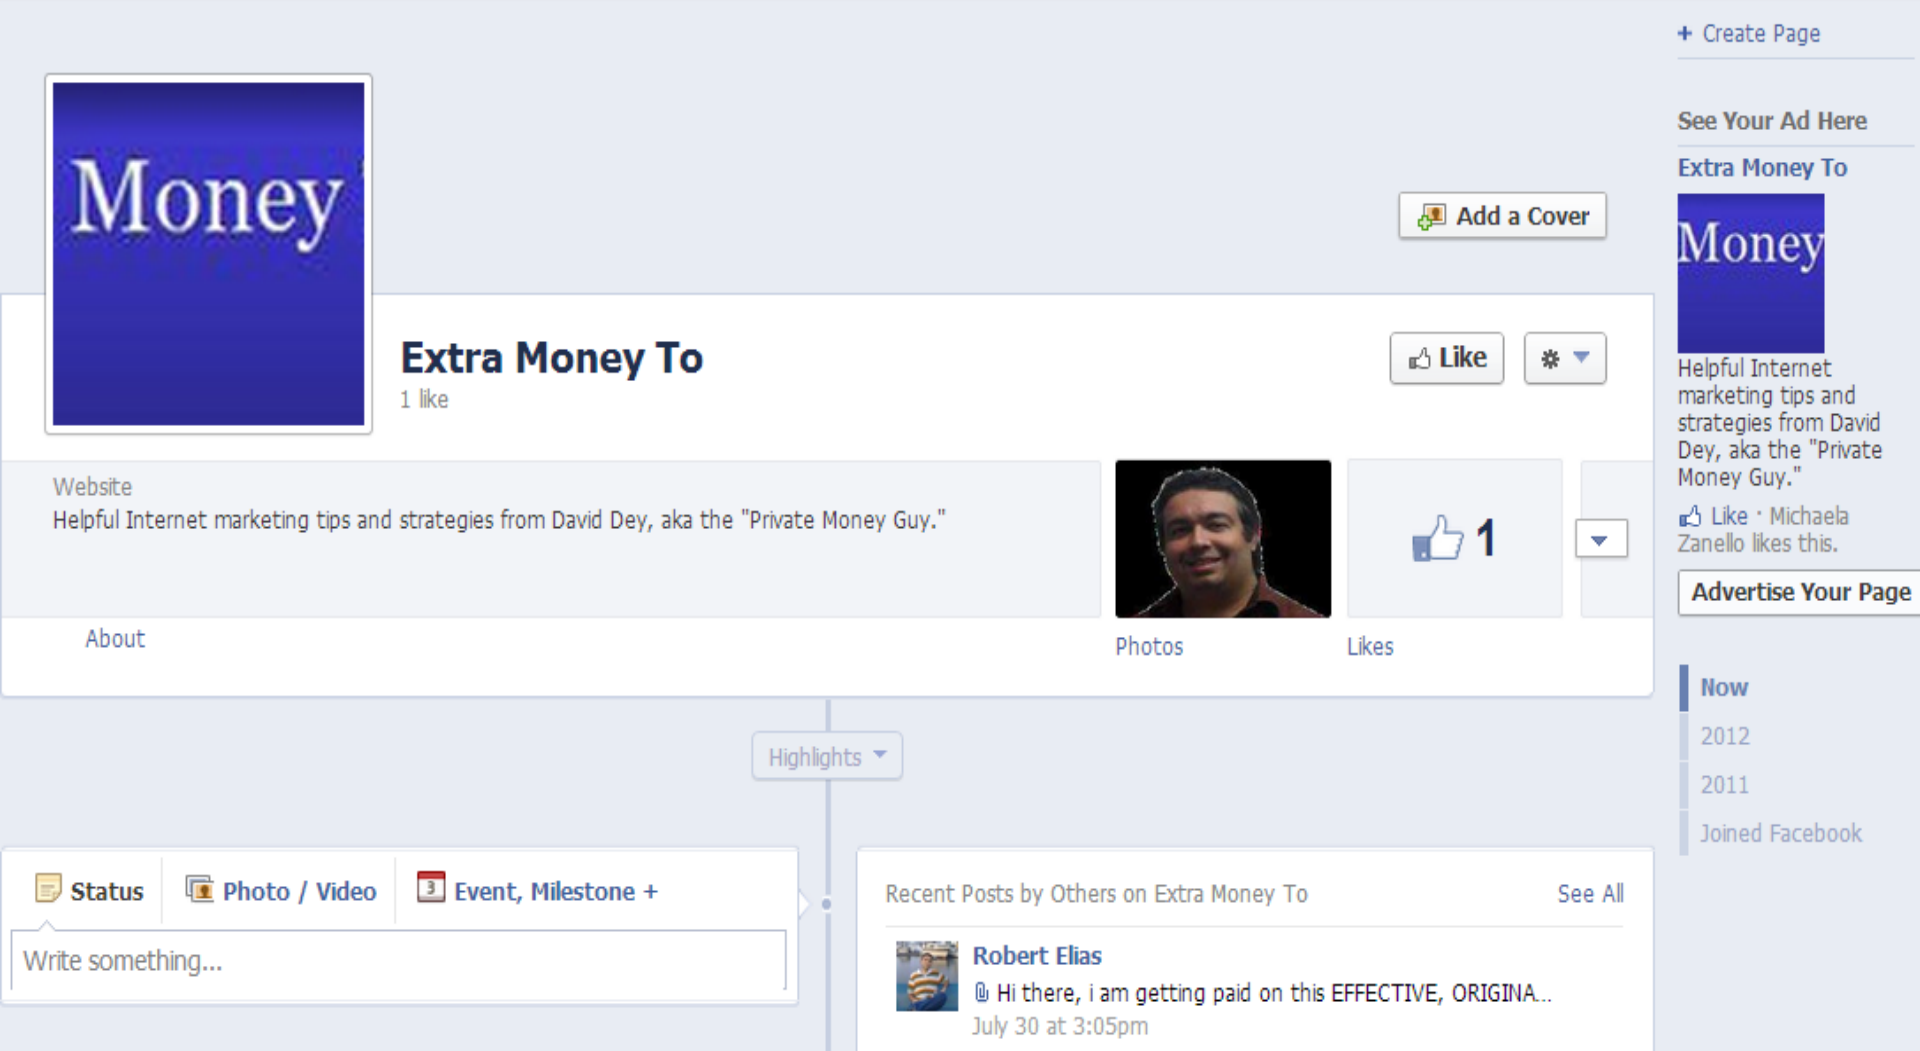 + Create Page
See Your Ad Here
Extra Money To
Money
Helpful Internet
marketing tips and
strategies from David
Dey, aka the "Private
Money Guy."
Like · Michaela
Zanello likes this.
Advertise Your Page
Now
2012
2011
Joined Facebook
Money
Add a Cover
Extra Money To
1 like
Like
Website
Helpful Internet marketing tips and strategies from David Dey, aka the "Private Money Guy."
1
About
Photos
Likes
Highlights
Status
Photo / Video
3
Event, Milestone +
Write something...
Recent Posts by Others on Extra Money To
See All
Robert Elias
Hi there, i am getting paid on this EFFECTIVE, ORIGINA...
July 30 at 3:05pm